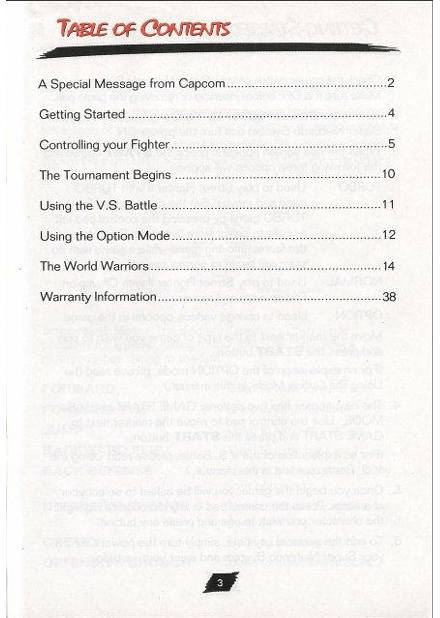 TABLE OF CONTENTS
A Special Message from Capcom..............................................2
Getting Started....................................................................4
Controlling your Fighter.........................................................5
The Tournament Begins.......................................................10
Using the V.S. Battle............................................................11
Using the Option Mode.........................................................12
The World Warriors...............................................................14
Warranty Information............................................................38
3